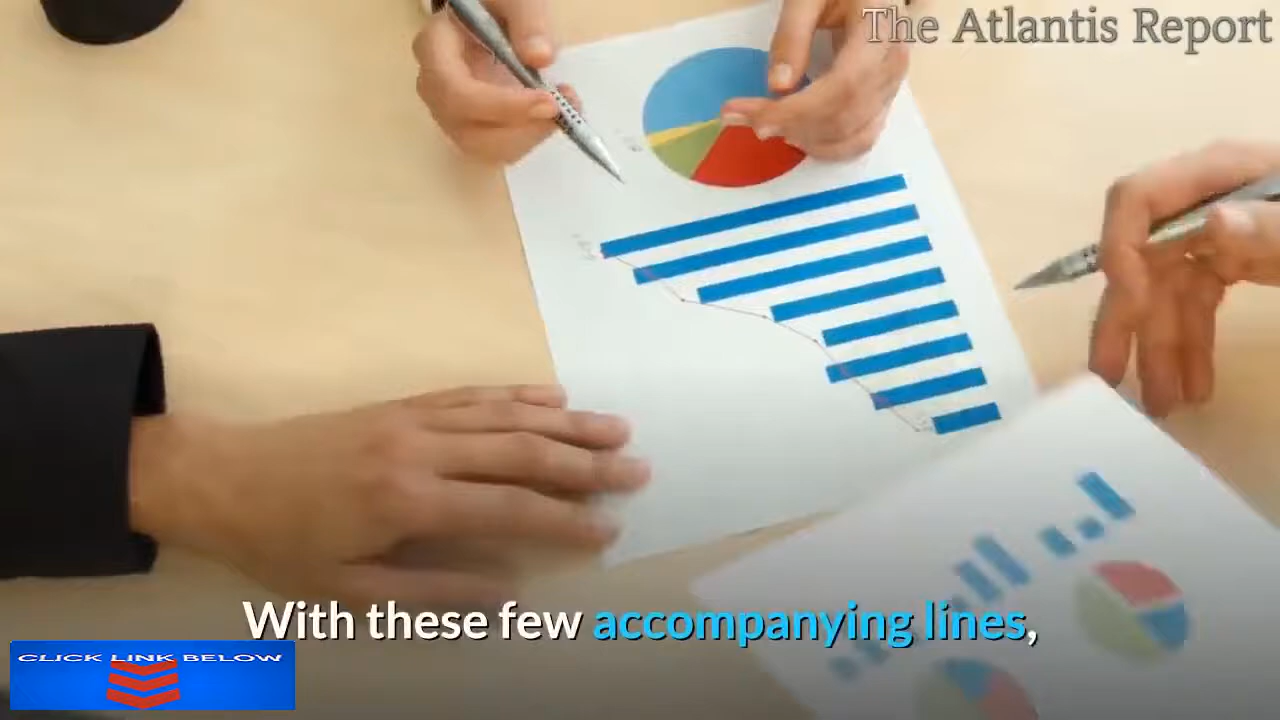 The Atlantis Report
With these few accompanying lines,
CLICK LINK BELOW